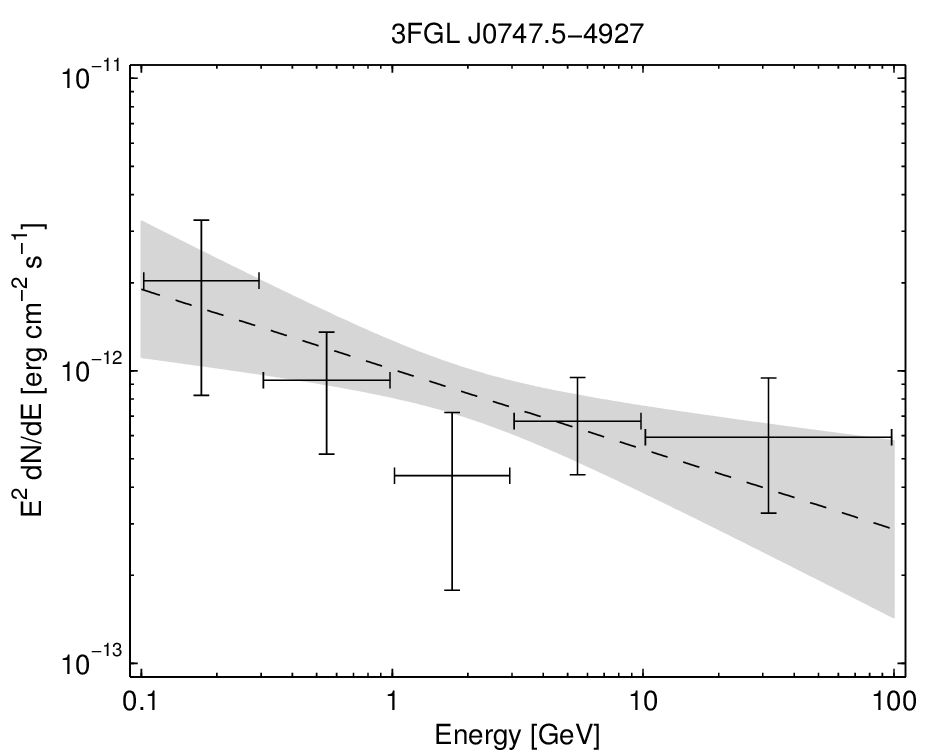 3FGL J0747.5−4927
10⁻¹¹
10⁻¹²
10⁻¹³
E² dN/dE [erg cm⁻² s⁻¹]
0.1 1 10 100
Energy [GeV]